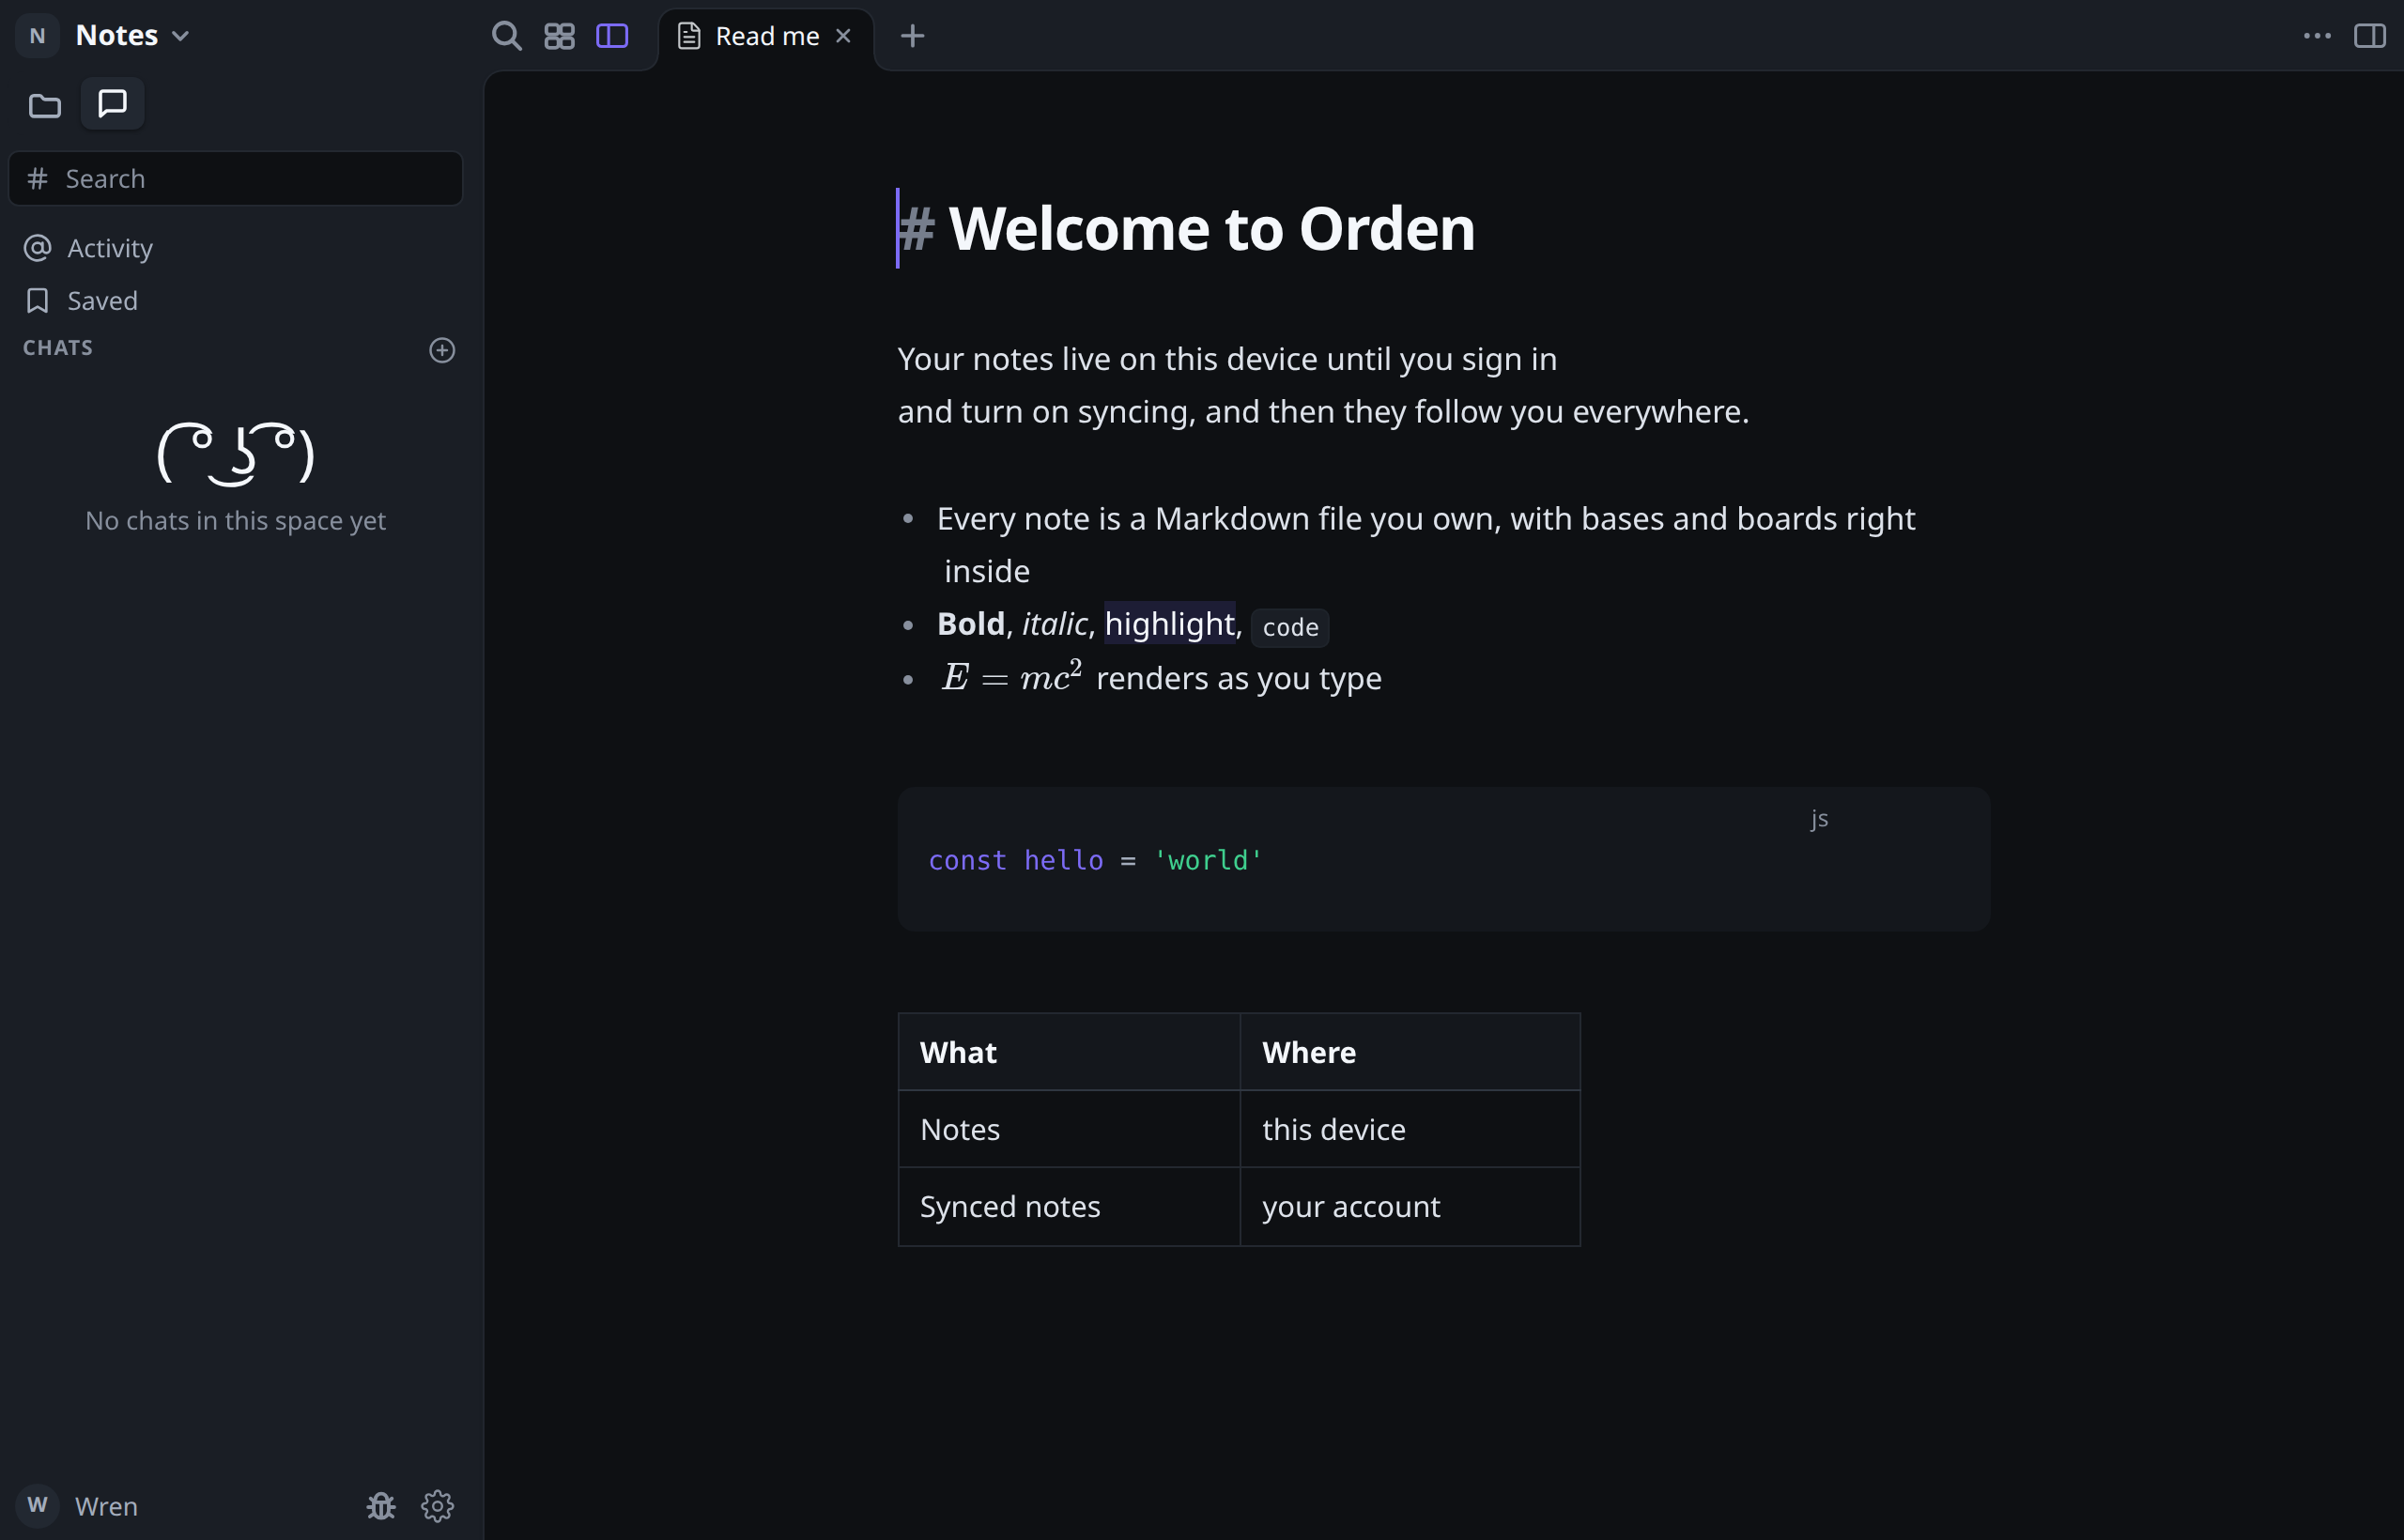 N Notes
Read me
# Search
Activity
Saved
CHATS
( ͡° ͜ʖ ͡°)
No chats in this space yet
W Wren
# Welcome to Orden
Your notes live on this device until you sign in
and turn on syncing, and then they follow you everywhere.
• Every note is a Markdown file you own, with bases and boards right
inside
• Bold, italic, highlight, code
• E = mc² renders as you type
js
const hello = 'world'
What Where
Notes this device
Synced notes your account